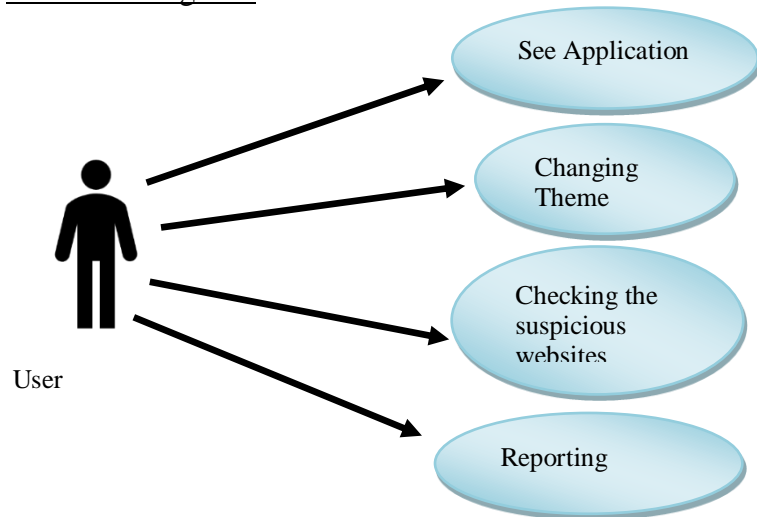 See Application
Changing
Theme
Checking the
suspicious
websites
User
Reporting